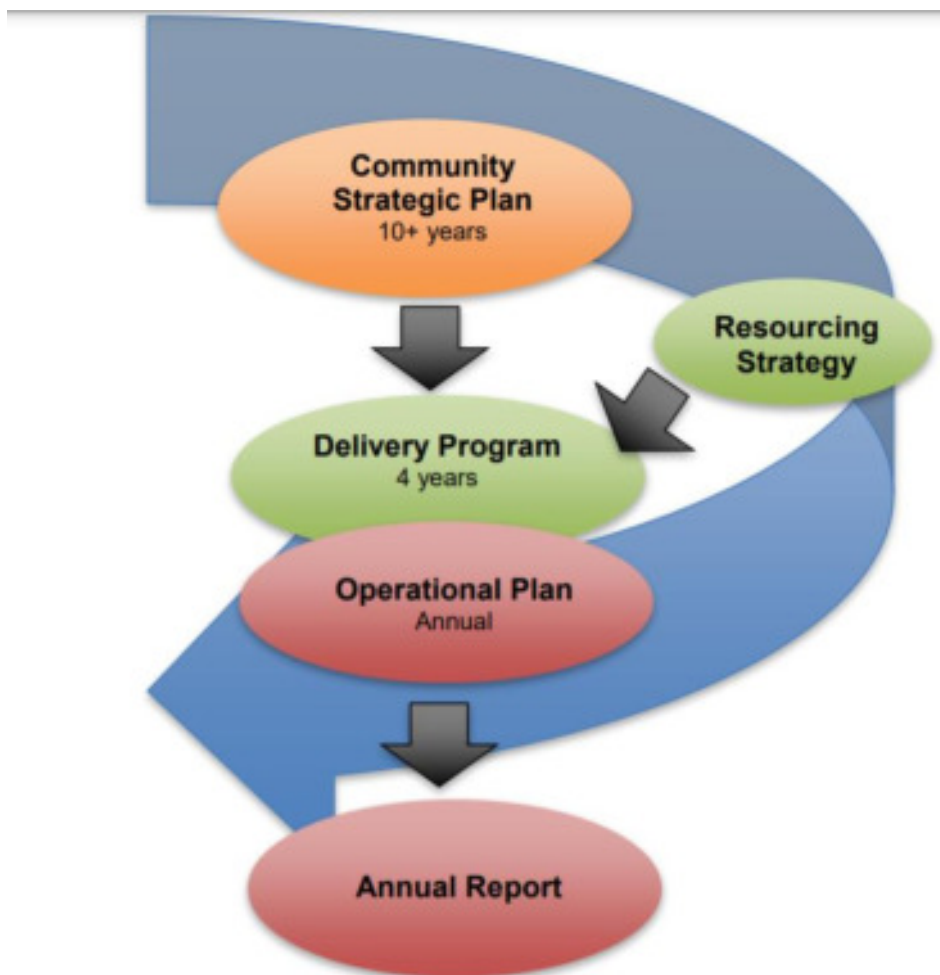 Community
Strategic Plan
10+ years
Resourcing
Strategy
Delivery Program
4 years
Operational Plan
Annual
Annual Report